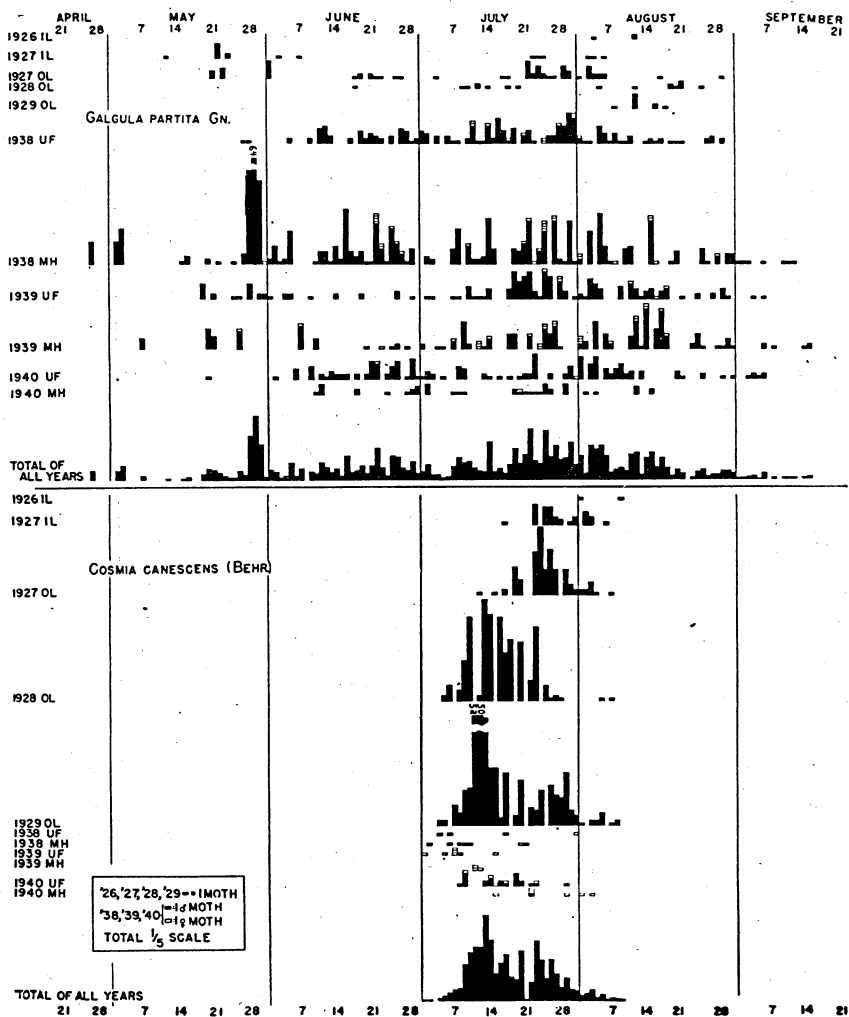 APRIL MAY JUNE JULY AUGUST SEPTEMBER
21 28 7 14 21 28 7 14 21 28 7 14 21 28 7 14 21 28 7 14 21
1926 IL
1927 IL
1927 OL
1928 OL
1929 OL
GALGULA PARTITA GN.
1938 UF
1938 MH
1939 UF
1939 MH
1940 UF
1940 MH
TOTAL OF
ALL YEARS
1926 IL
1927 IL
COSMIA CANESCENS (BEHR)
1927 OL
1928 OL
1929 OL
1938 UF
1938 MH
1939 UF
1939 MH
1940 UF
1940 MH
'26,'27,'28,'29=1 MOTH
'38,'39,'40 =1♂ MOTH
=1♀ MOTH
TOTAL 1/5 SCALE
TOTAL OF ALL YEARS
21 28 7 14 21 28 7 14 21 28 7 14 21 28 7 14 21 28 7 14 21